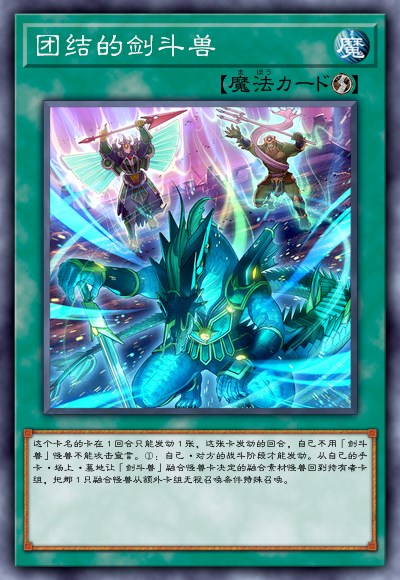 团结的剑斗兽
魔
【魔法カード】
ま ほう
这个卡名的卡在1回合只能发动1张，这张卡发动的回合，自己不用「剑斗
兽」怪兽不能攻击宣言。①：自己·对方的战斗阶段才能发动。从自己的手
卡·场上·墓地让「剑斗兽」融合怪兽卡决定的融合素材怪兽回到持有者卡
组，把那1只融合怪兽从额外卡组无视召唤条件特殊召唤。